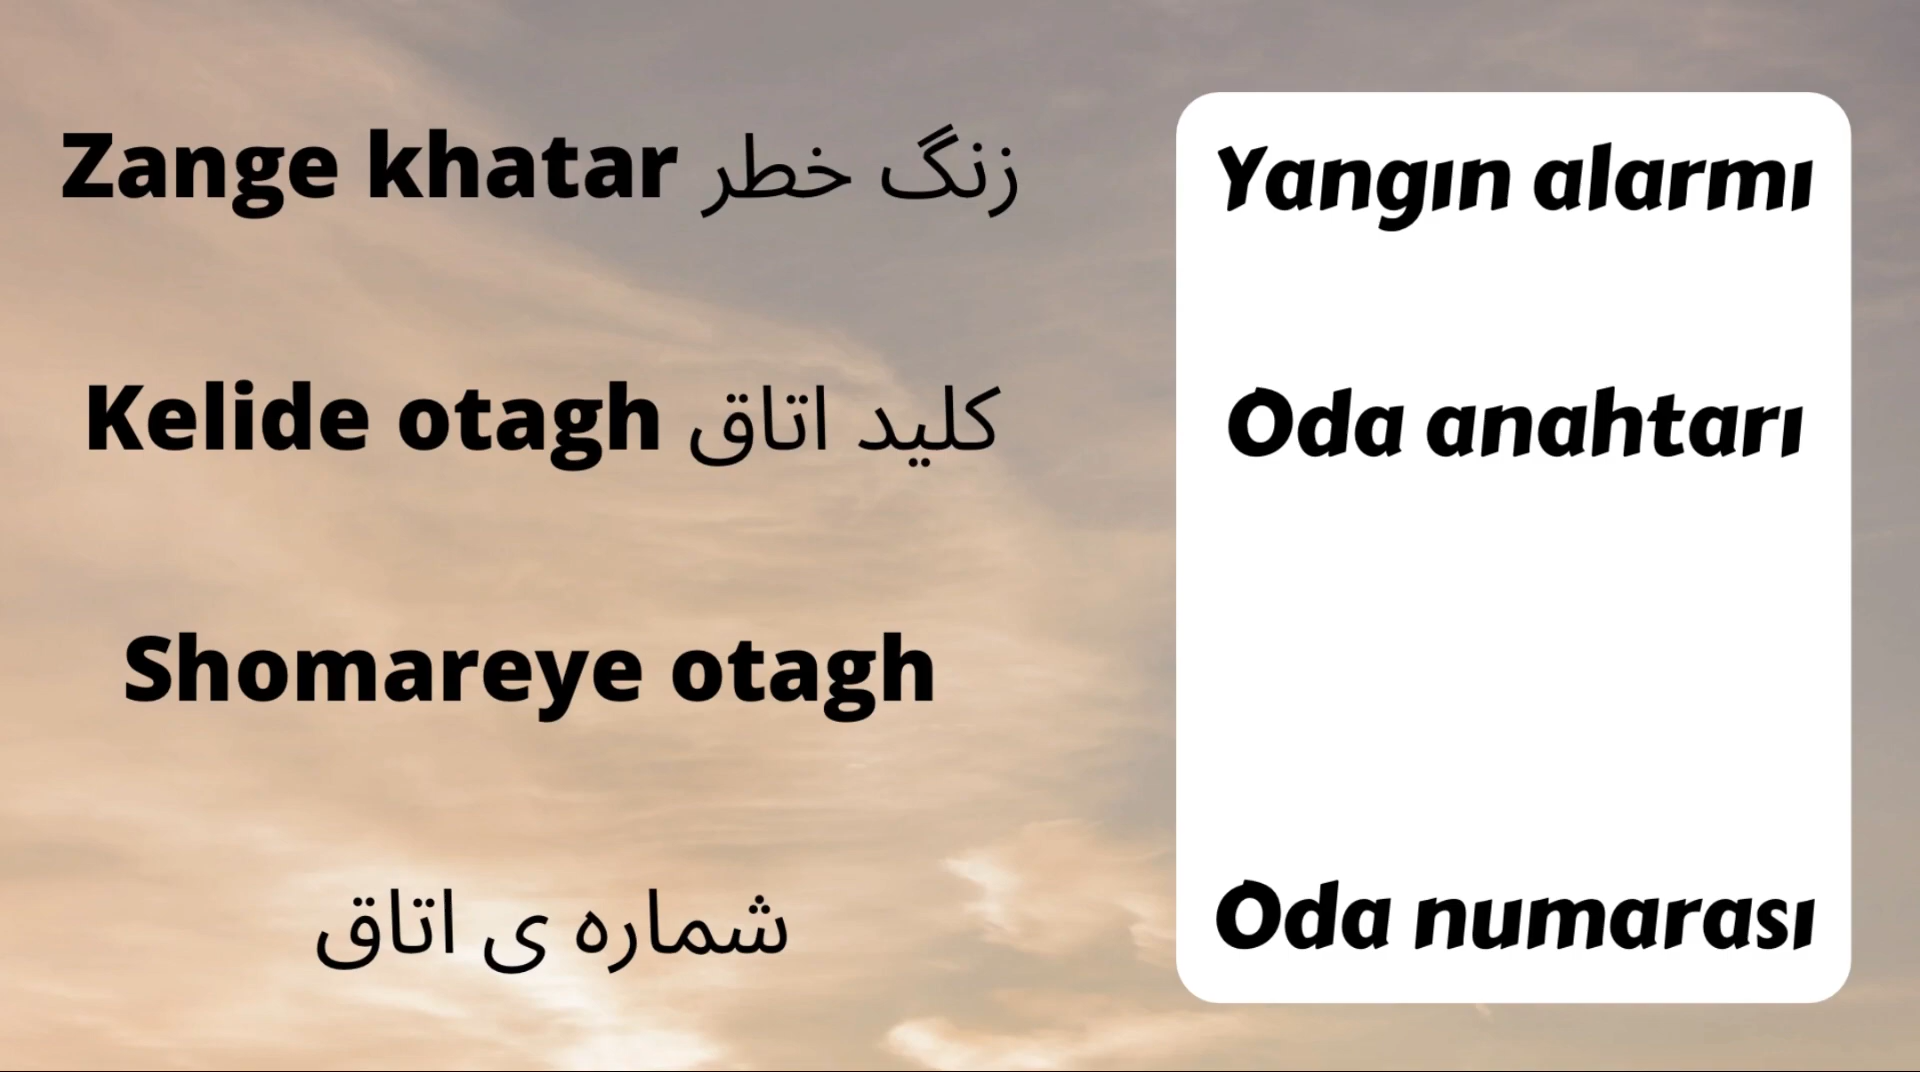 Zange khatar زنگ خطر
Yangın alarmı
Kelide otagh کلید اتاق
Oda anahtarı
Shomareye otagh
شماره ی اتاق
Oda numarası